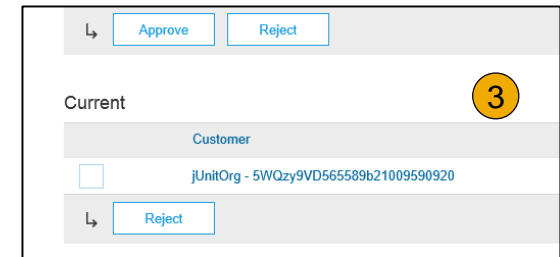 Approve Reject
Current
3
Customer
jUnitOrg - 5WQzy9VD565589b21009590920
Reject